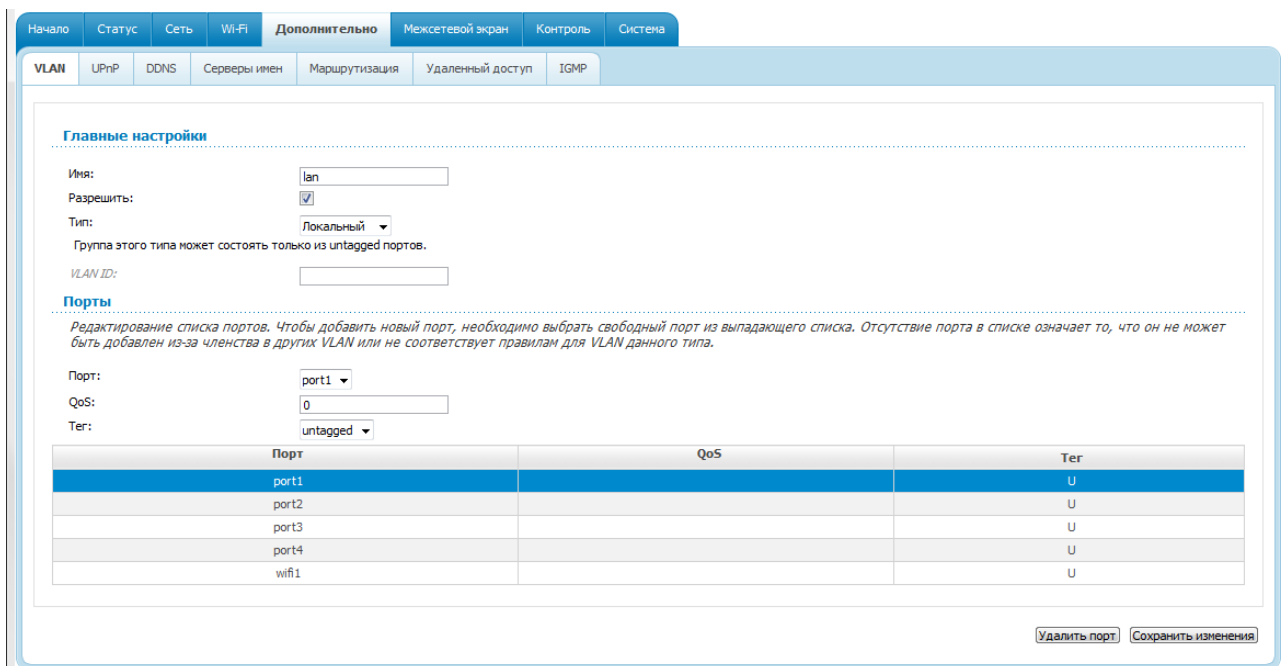 Начало Статус Сеть Wi-Fi Дополнительно Межсетевой экран Контроль Система
VLAN UPnP DDNS Серверы имен Маршрутизация Удаленный доступ IGMP
Главные настройки
Имя: lan
Разрешить:
Тип: Локальный
Группа этого типа может состоять только из untagged портов.
VLAN ID:
Порты
Редактирование списка портов. Чтобы добавить новый порт, необходимо выбрать свободный порт из выпадающего списка. Отсутствие порта в списке означает то, что он не может
быть добавлен из-за членства в других VLAN или не соответствует правилам для VLAN данного типа.
Порт: port1
QoS: 0
Тег: untagged
Порт QoS Тег
port1 U
port2 U
port3 U
port4 U
wifi1 U
Удалить порт Сохранить изменения